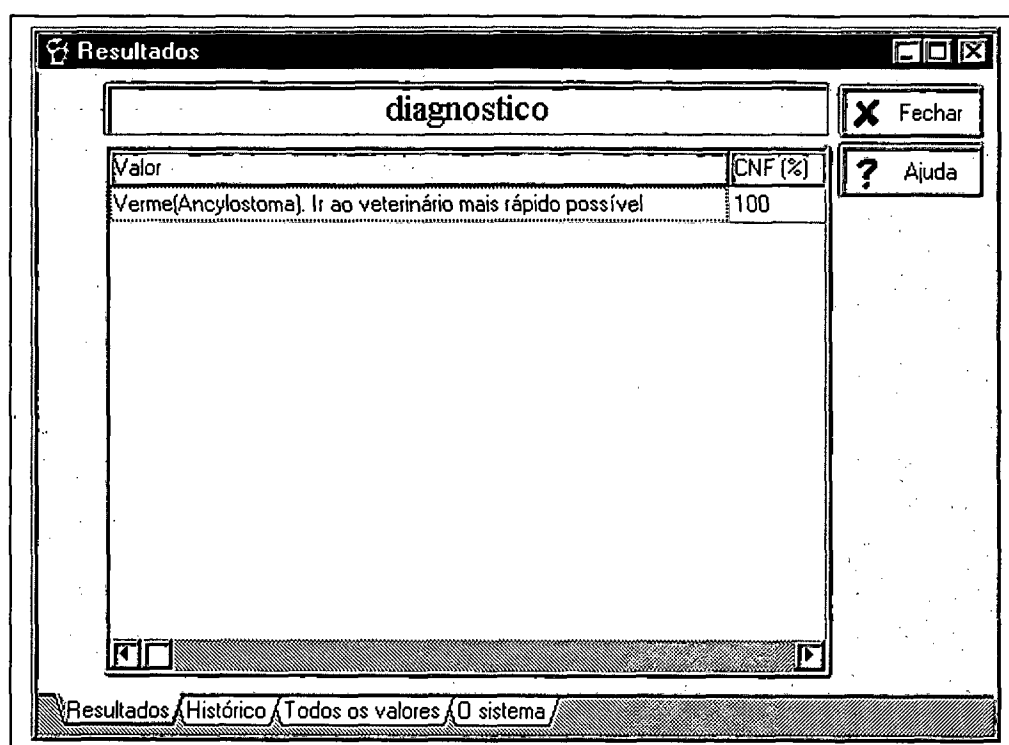 Resultados
diagnostico
Fechar
Valor CNF (%)
? Ajuda
Verme(Ancylostoma). Ir ao veterinário mais rápido possível 100
Resultados Histórico Todos os valores O sistema